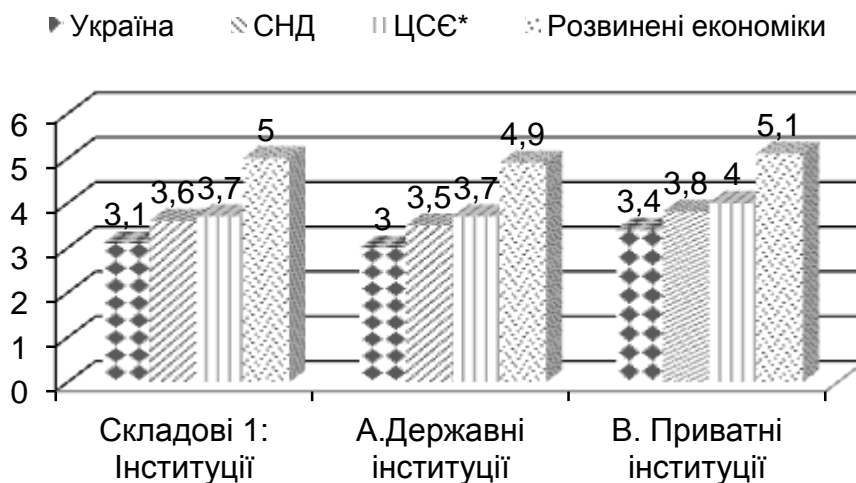 Україна СНД ЦСЄ* Розвинені економіки
6
5
4
3
2
1
0
3,1 3,6 3,7 5
3 3,5 3,7 4,9
3,4 3,8 4 5,1
Складові 1:
Інституції
А.Державні
інституції
В. Приватні
інституції